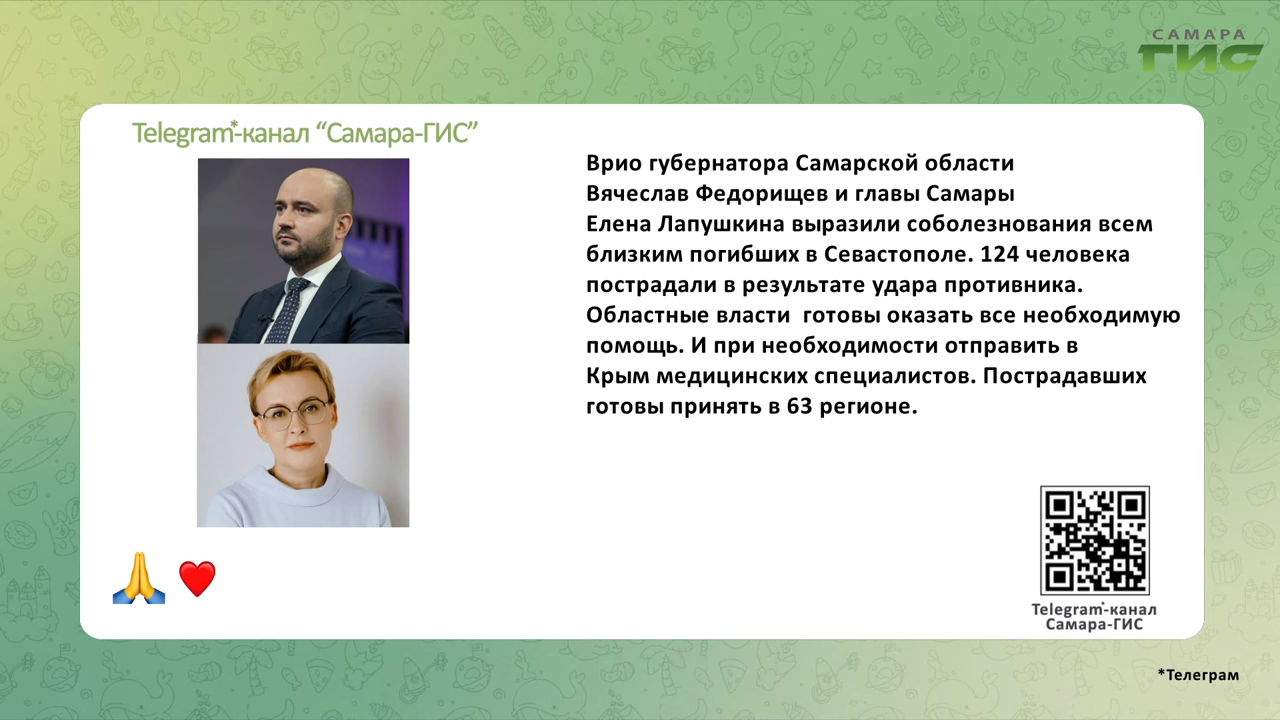 САМАРА
ГИС
Telegram*-канал “Самара-ГИС”
Врио губернатора Самарской области
Вячеслав Федорищев и главы Самары
Елена Лапушкина выразили соболезнования всем
близким погибших в Севастополе. 124 человека
пострадали в результате удара противника.
Областные власти  готовы оказать все необходимую
помощь. И при необходимости отправить в
Крым медицинских специалистов. Пострадавших
готовы принять в 63 регионе.
Telegram*-канал
Самара-ГИС
*Телеграм